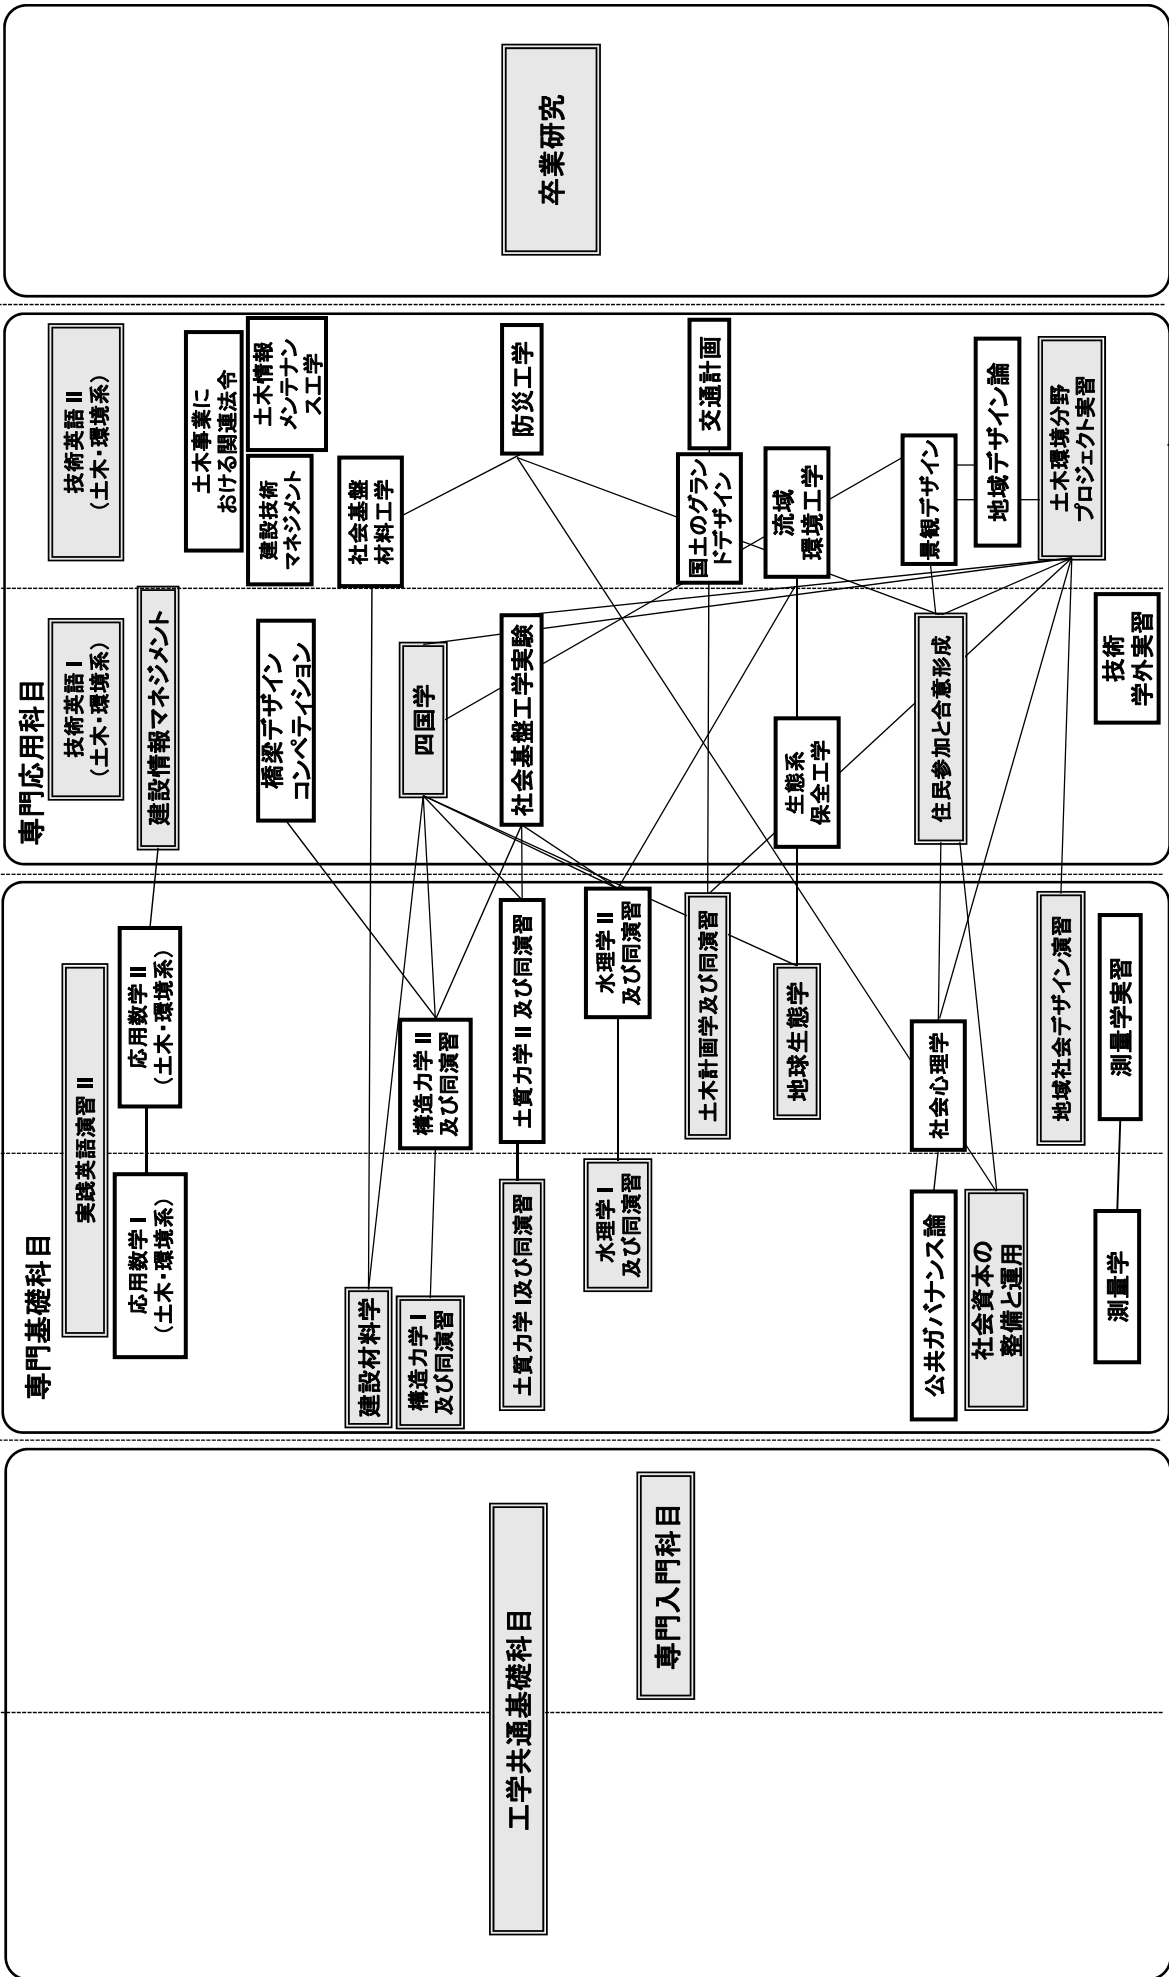 工学共通基礎科目
専門入門科目
専門基礎科目
実践英語演習Ⅱ
応用数学Ⅰ
(土木・環境系)
応用数学Ⅱ
(土木・環境系)
建設材料学
構造力学Ⅰ
及び同演習
構造力学Ⅱ
及び同演習
土質力学Ⅰ及び同演習
土質力学Ⅱ及び同演習
水理学Ⅰ
及び同演習
水理学Ⅱ
及び同演習
土木計画学及び同演習
地球生態学
公共ガバナンス論
社会心理学
社会資本の
整備と運用
地域社会デザイン演習
測量学
測量学実習
専門応用科目
技術英語Ⅰ
(土木・環境系)
技術英語Ⅱ
(土木・環境系)
建設情報マネジメント
土木事業に
おける関連法令
橋梁デザイン
コンペティション
建設技術
マネジメント
土木情報
メンテナン
ス工学
社会基盤
材料工学
四国学
社会基盤工学実験
防災工学
国土のグラン
ドデザイン
交通計画
生態系
保全工学
流域
環境工学
住民参加と合意形成
景観デザイン
地域デザイン論
土木環境分野
プロジェクト実習
技術
学外実習
卒業研究